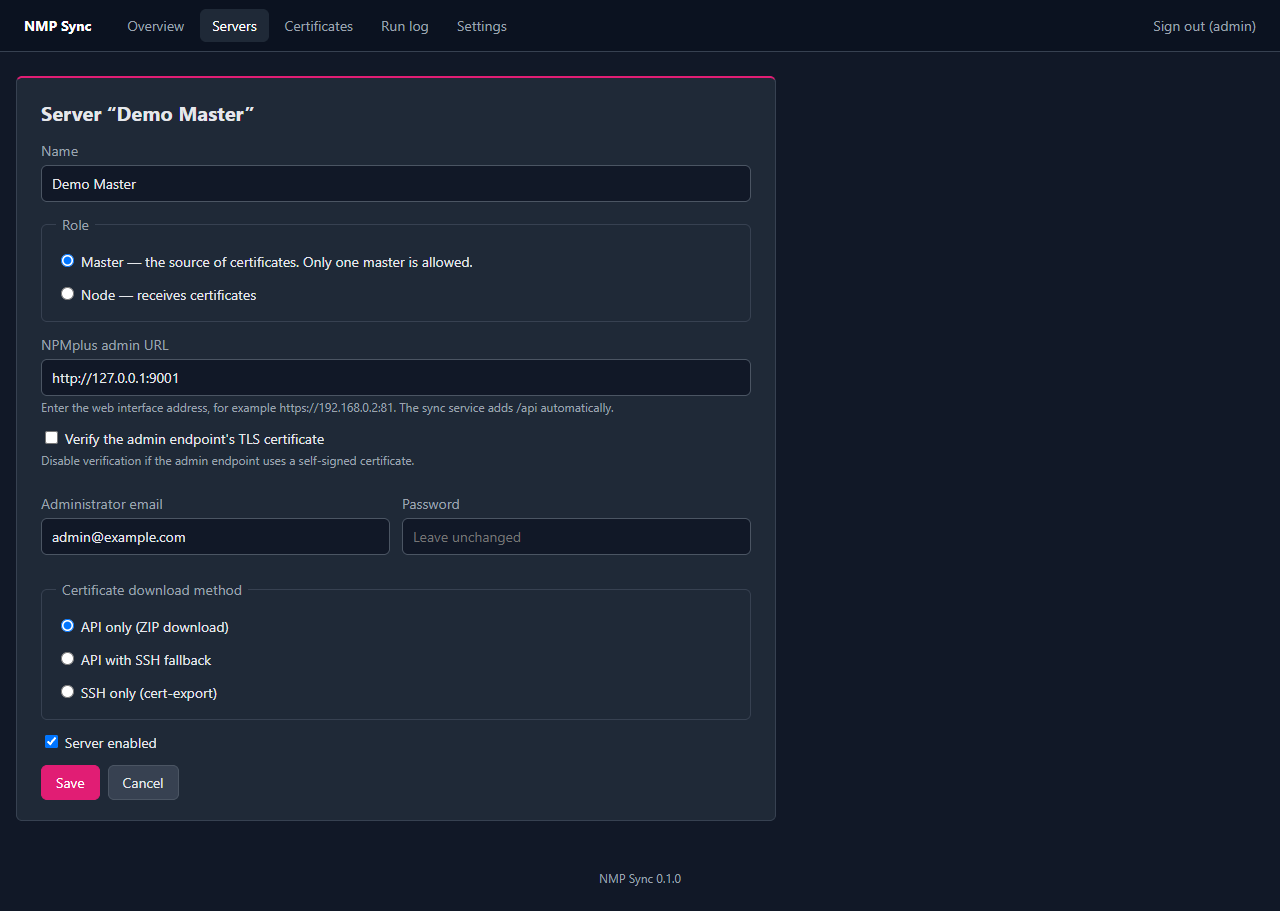 NMP Sync Overview Servers Certificates Run log Settings Sign out (admin)
Server “Demo Master”
Name
Demo Master
Role
Master — the source of certificates. Only one master is allowed.
Node — receives certificates
NPMplus admin URL
http://127.0.0.1:9001
Enter the web interface address, for example https://192.168.0.2:81. The sync service adds /api automatically.
Verify the admin endpoint's TLS certificate
Disable verification if the admin endpoint uses a self-signed certificate.
Administrator email Password
admin@example.com Leave unchanged
Certificate download method
API only (ZIP download)
API with SSH fallback
SSH only (cert-export)
Server enabled
Save Cancel
NMP Sync 0.1.0